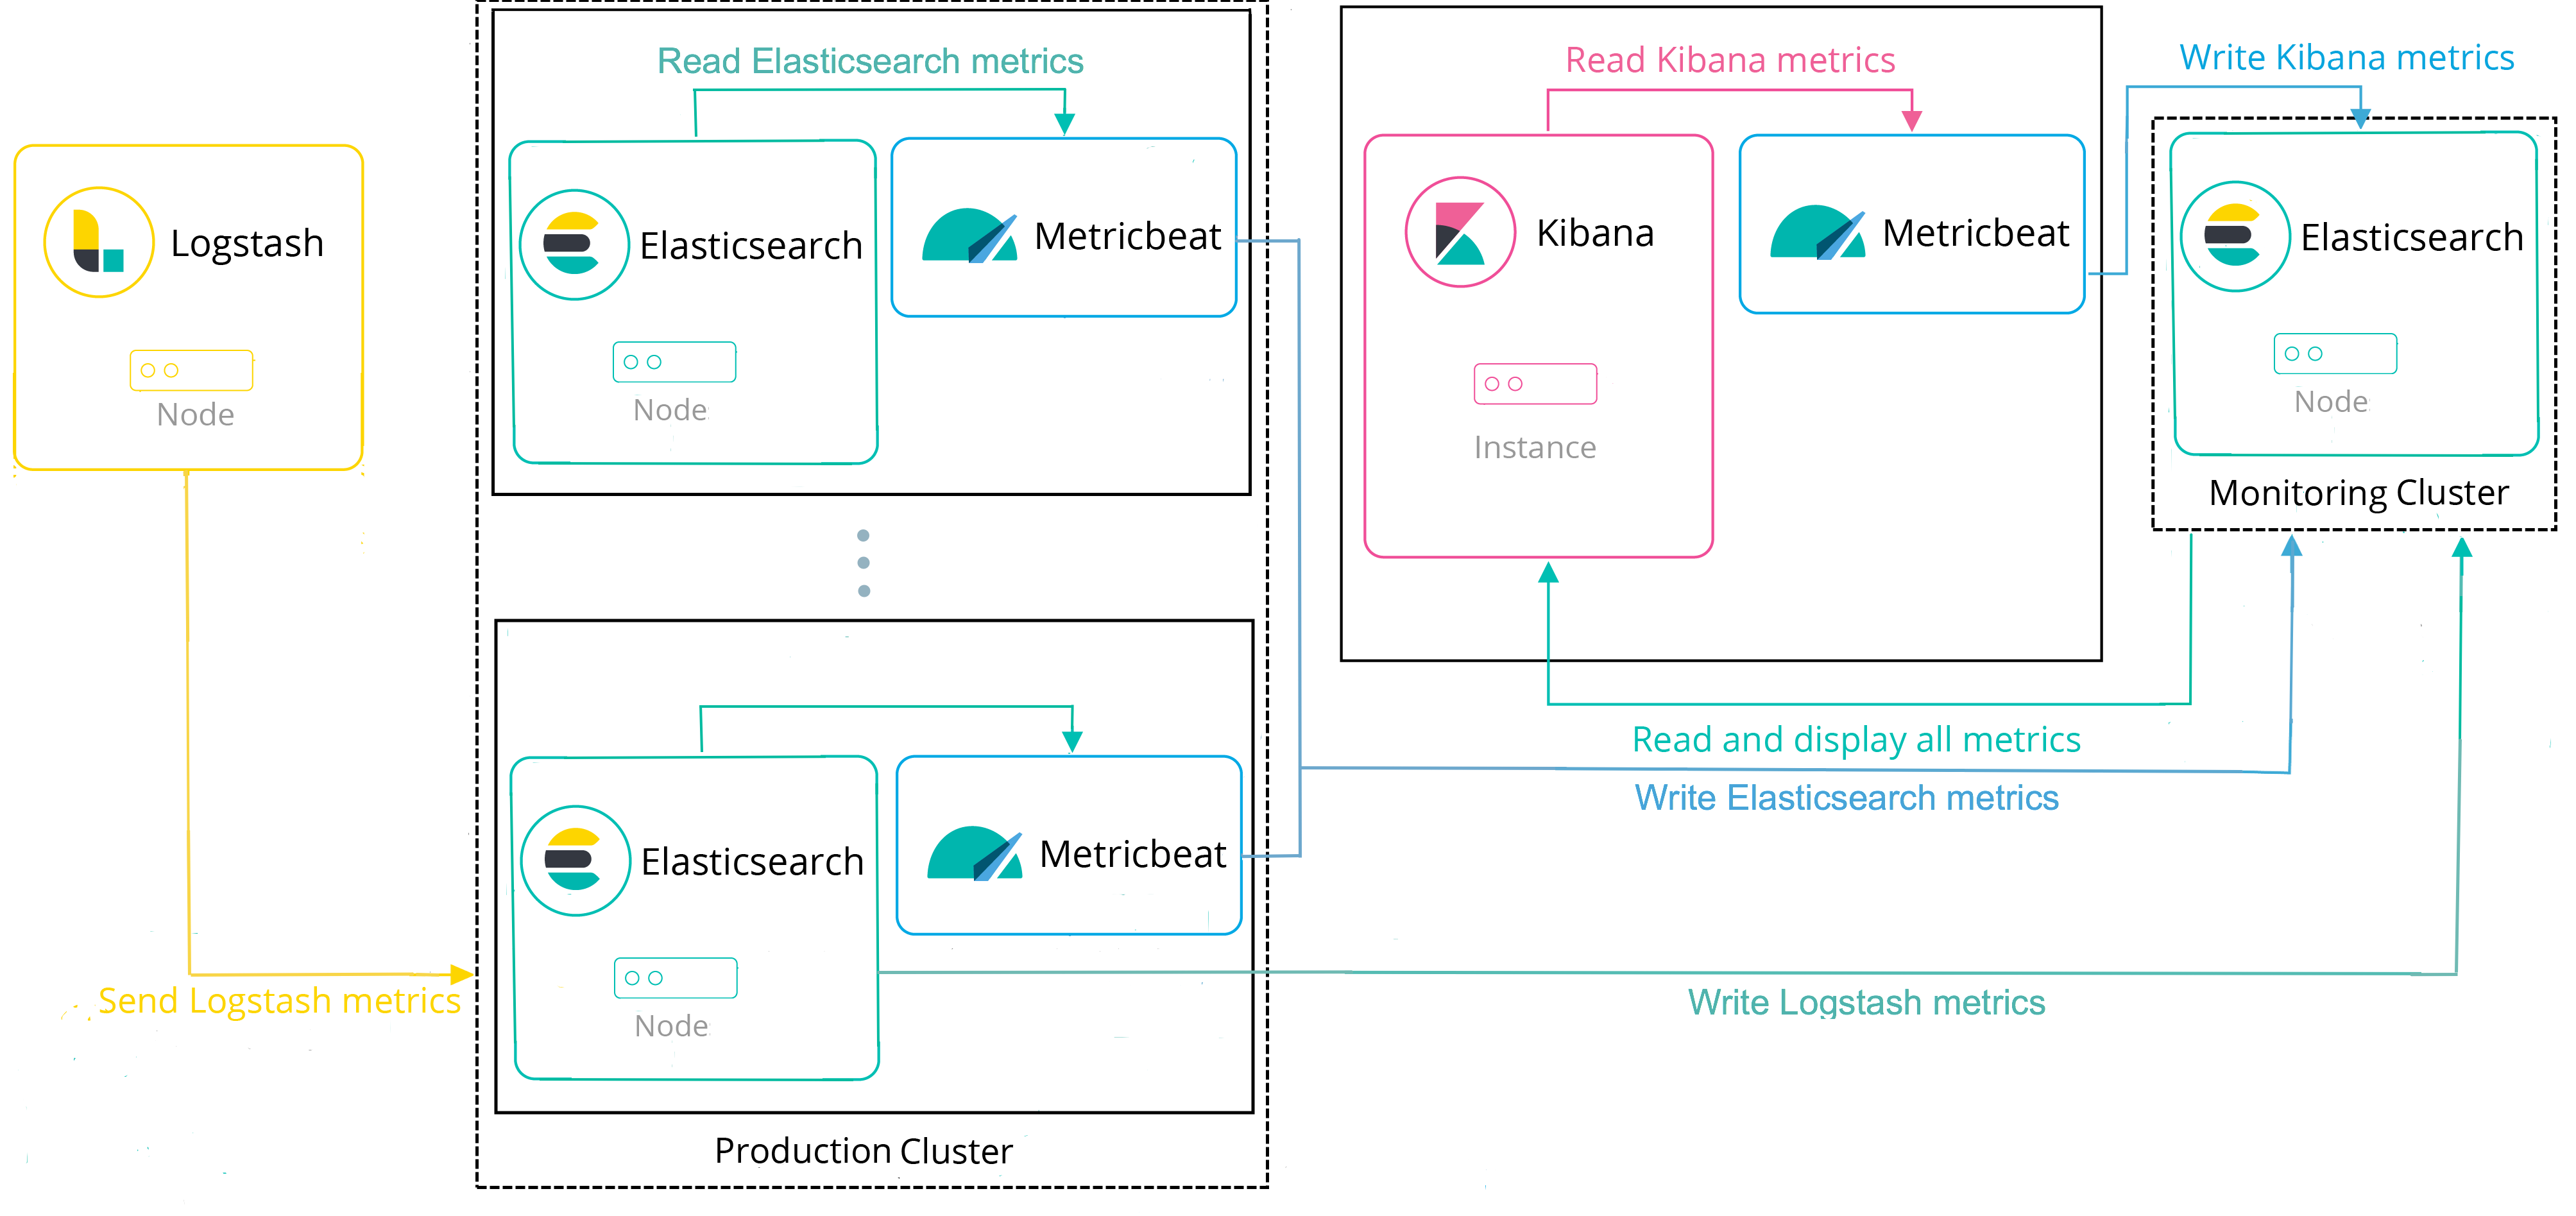 Read Elasticsearch metrics
Read Kibana metrics
Write Kibana metrics
Logstash
Node
Elasticsearch
Node
Metricbeat
Kibana
Instance
Metricbeat
Elasticsearch
Node
Monitoring Cluster
Read and display all metrics
Write Elasticsearch metrics
Elasticsearch
Node
Metricbeat
Send Logstash metrics
Write Logstash metrics
Production Cluster